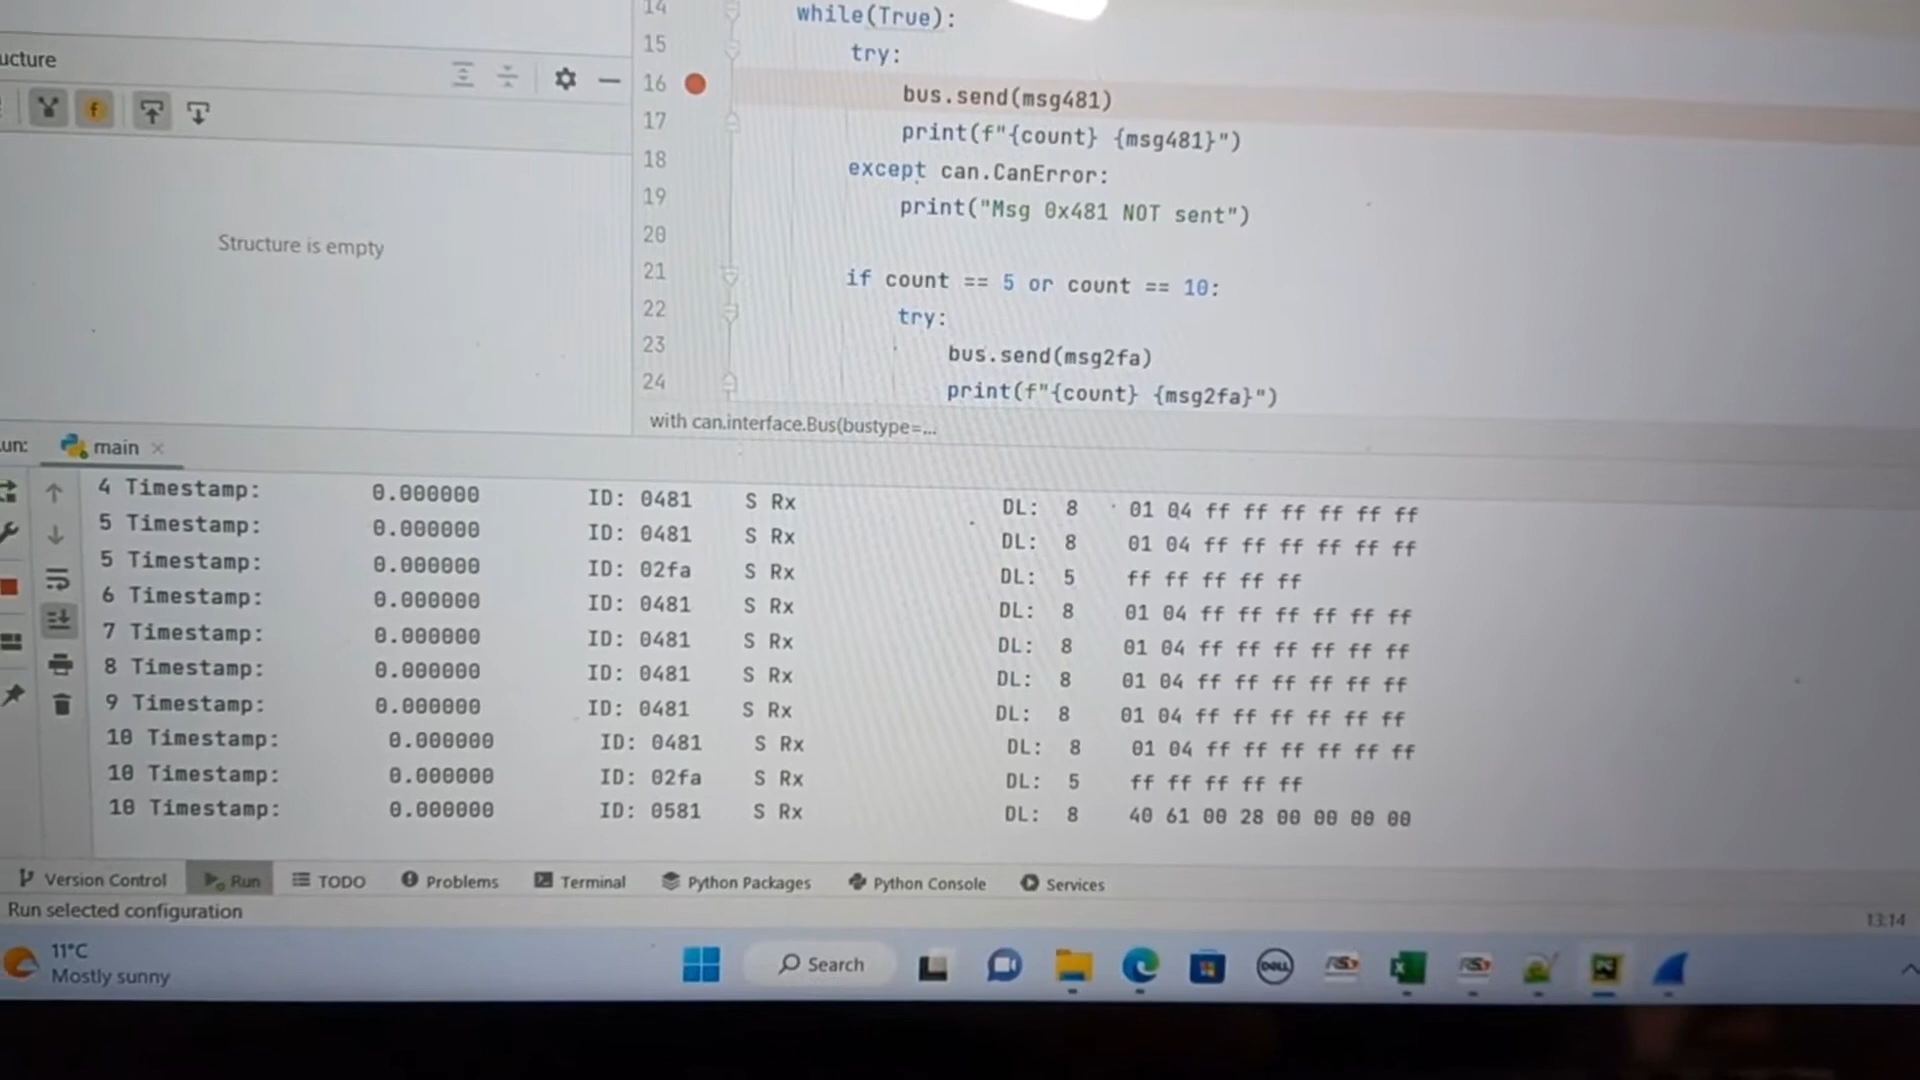 ucture
Structure is empty
14 while(True):
15 try:
16 bus.send(msg481)
17 print(f"{count} {msg481}")
18 except can.CanError:
19 print("Msg 0x481 NOT sent")
20
21 if count == 5 or count == 10:
22 try:
23 bus.send(msg2fa)
24 print(f"{count} {msg2fa}")
with can.interface.Bus(bustype=...
un: main
4 Timestamp: 0.000000 ID: 0481 S Rx DL: 8 01 04 ff ff ff ff ff ff
5 Timestamp: 0.000000 ID: 0481 S Rx DL: 8 01 04 ff ff ff ff ff ff
5 Timestamp: 0.000000 ID: 02fa S Rx DL: 5 ff ff ff ff ff
6 Timestamp: 0.000000 ID: 0481 S Rx DL: 8 01 04 ff ff ff ff ff ff
7 Timestamp: 0.000000 ID: 0481 S Rx DL: 8 01 04 ff ff ff ff ff ff
8 Timestamp: 0.000000 ID: 0481 S Rx DL: 8 01 04 ff ff ff ff ff ff
9 Timestamp: 0.000000 ID: 0481 S Rx DL: 8 01 04 ff ff ff ff ff ff
10 Timestamp: 0.000000 ID: 0481 S Rx DL: 8 01 04 ff ff ff ff ff ff
10 Timestamp: 0.000000 ID: 02fa S Rx DL: 5 ff ff ff ff ff
10 Timestamp: 0.000000 ID: 0581 S Rx DL: 8 40 61 00 28 00 00 00 00
Version Control Run TODO Problems Terminal Python Packages Python Console Services
Run selected configuration
13:14
11°C
Mostly sunny
Search
DELL